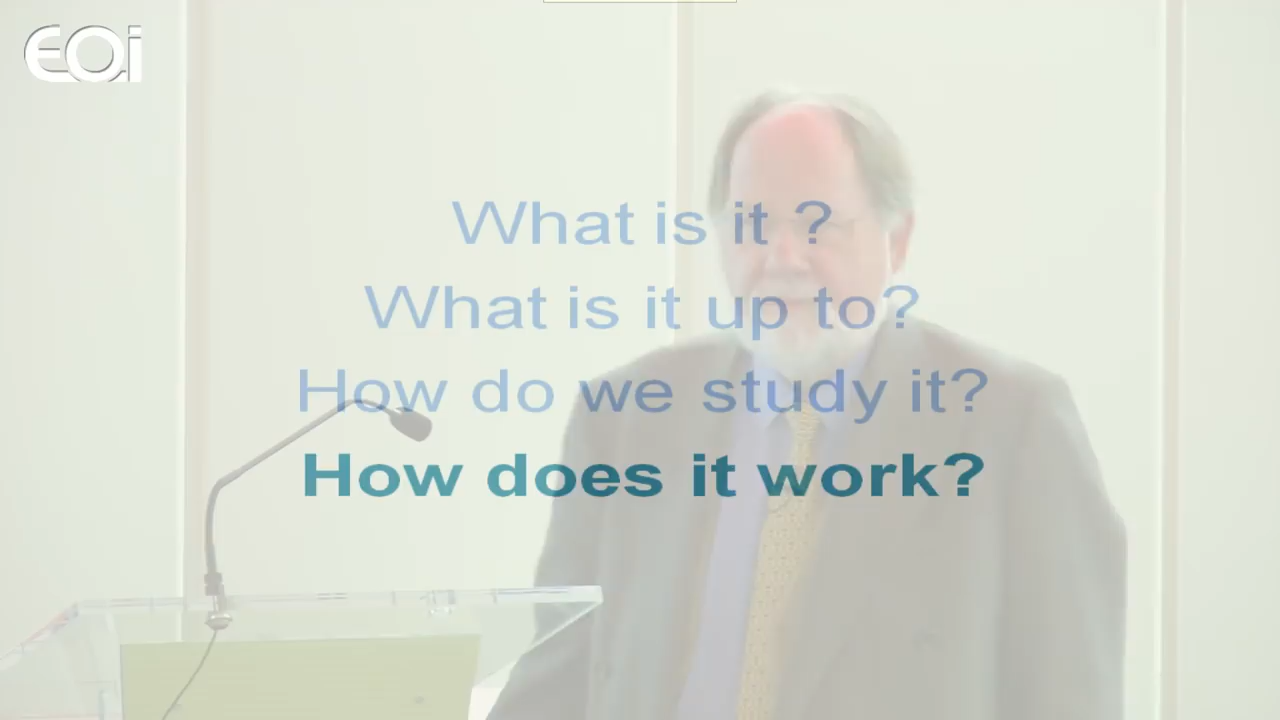 EOi
What is it ?
What is it up to?
How do we study it?
How does it work?